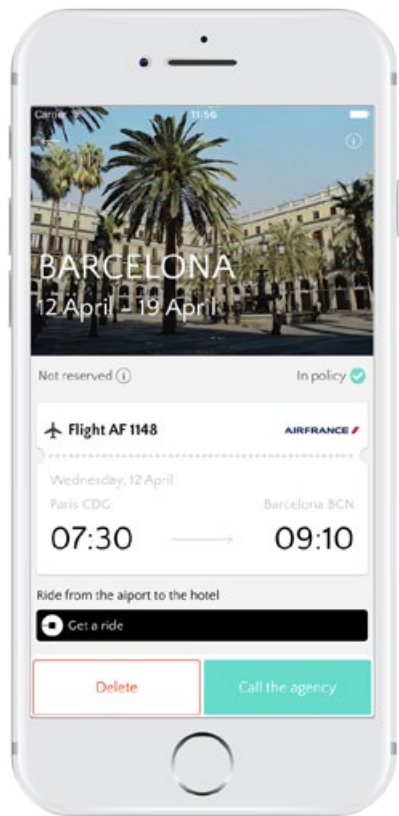 Carrier 11:56
BARCELONA
12 April - 19 April
Not reserved i In policy
Flight AF 1148 AIRFRANCE
Wednesday, 12 April
Paris CDG Barcelona BCN
07:30 09:10
Ride from the aiport to the hotel
Get a ride
Delete Call the agency